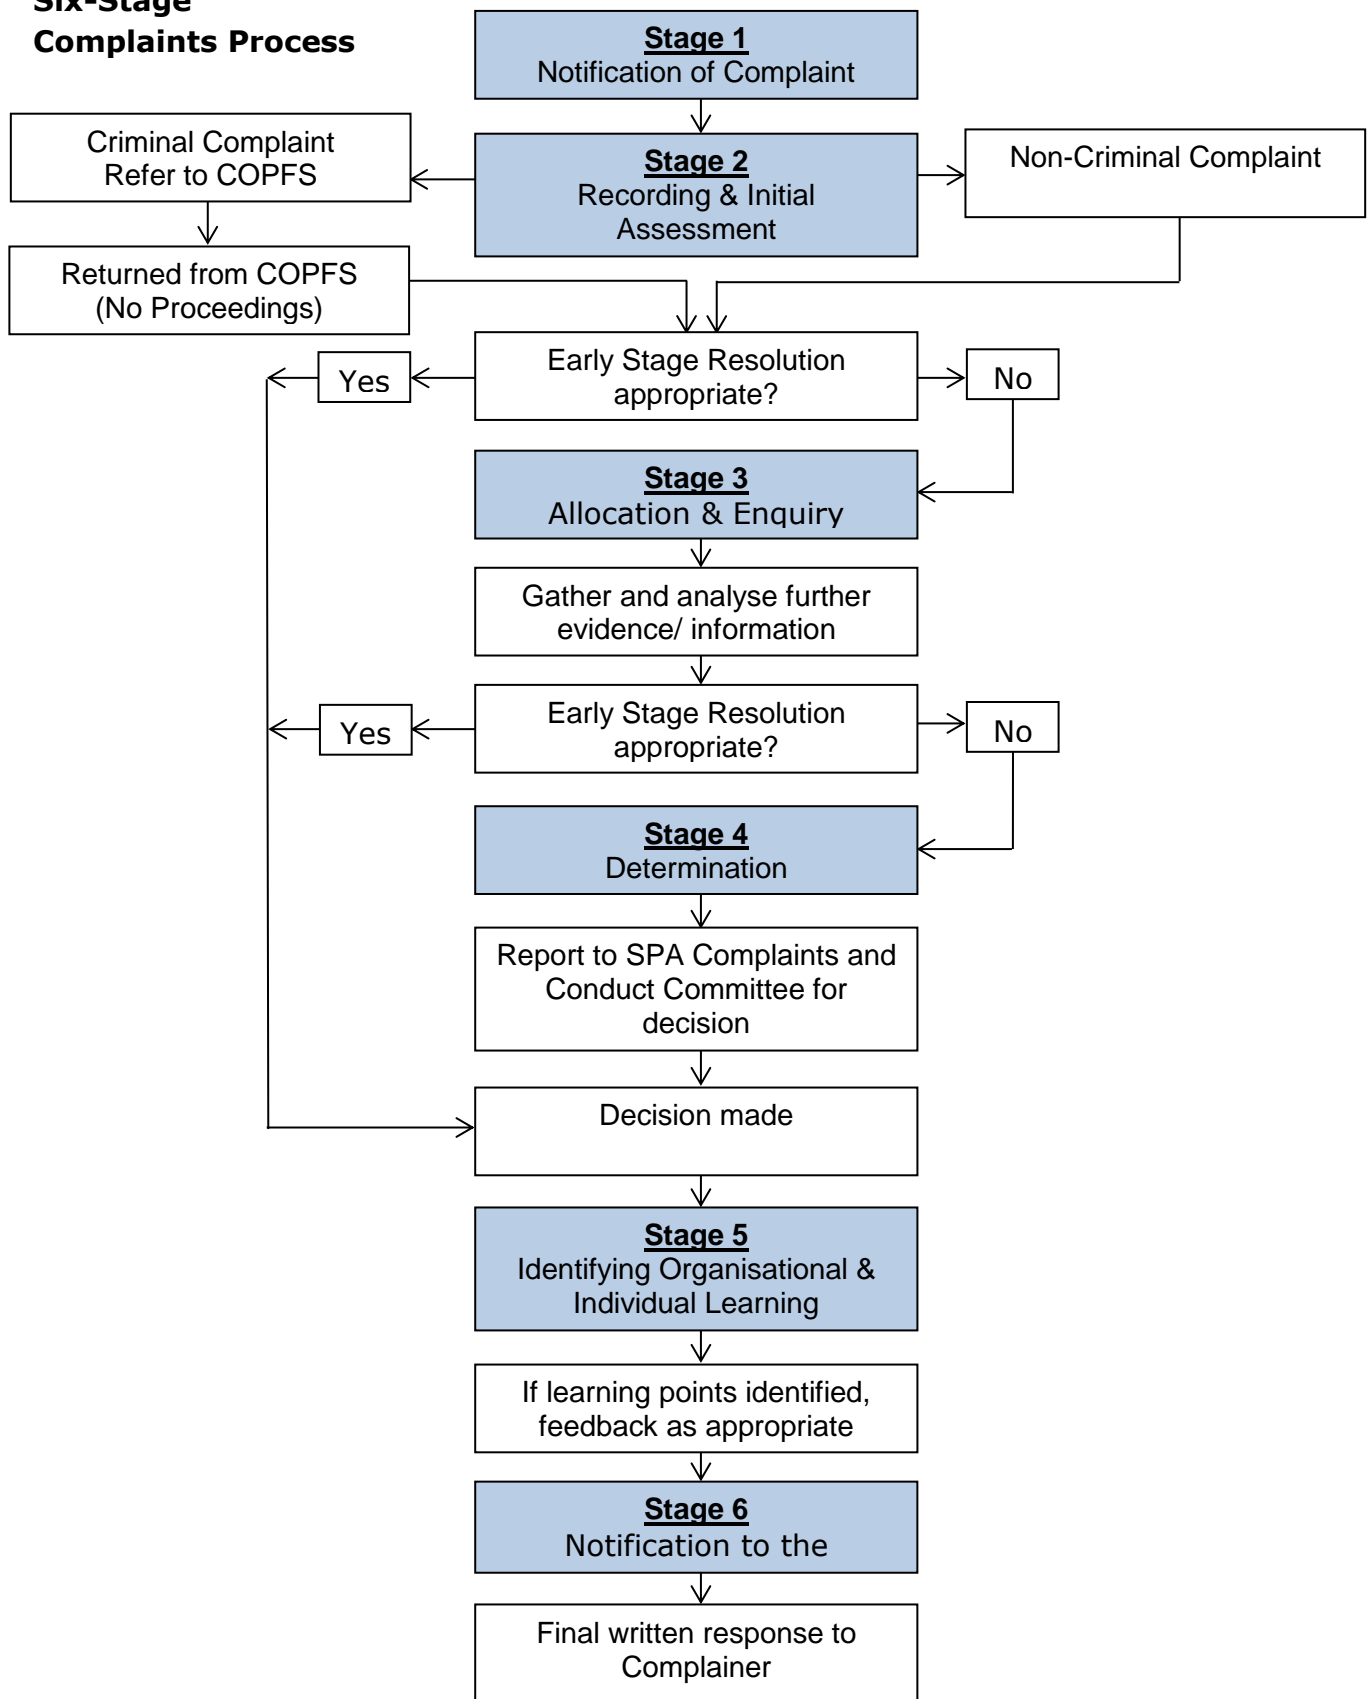 Six-Stage
Complaints Process
Stage 1
Notification of Complaint
Criminal Complaint
Refer to COPFS
Stage 2
Recording & Initial
Assessment
Non-Criminal Complaint
Returned from COPFS
(No Proceedings)
Early Stage Resolution
appropriate?
Yes
No
Stage 3
Allocation & Enquiry
Gather and analyse further
evidence/ information
Early Stage Resolution
appropriate?
Yes
No
Stage 4
Determination
Report to SPA Complaints and
Conduct Committee for
decision
Decision made
Stage 5
Identifying Organisational &
Individual Learning
If learning points identified,
feedback as appropriate
Stage 6
Notification to the
Final written response to
Complainer